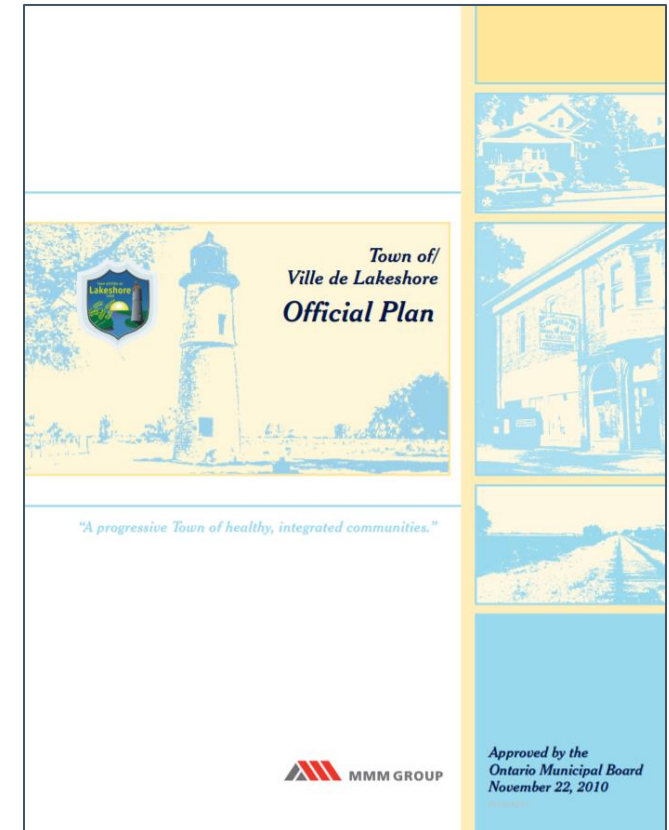 Town of/
Ville de Lakeshore
Official Plan
Lakeshore
"A progressive Town of healthy, integrated communities."
MMM GROUP
Approved by the
Ontario Municipal Board
November 22, 2010